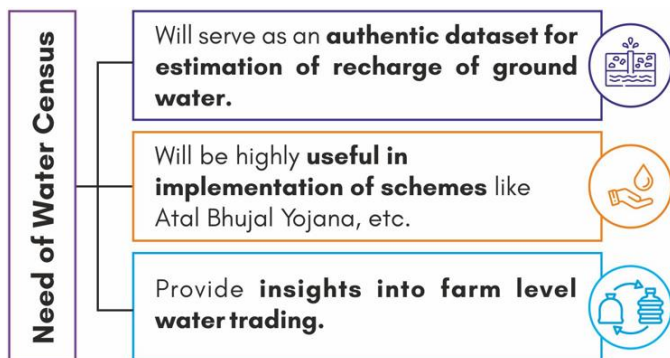 Need of Water Census
Will serve as an authentic dataset for
estimation of recharge of ground
water.
Will be highly useful in
implementation of schemes like
Atal Bhujal Yojana, etc.
Provide insights into farm level
water trading.